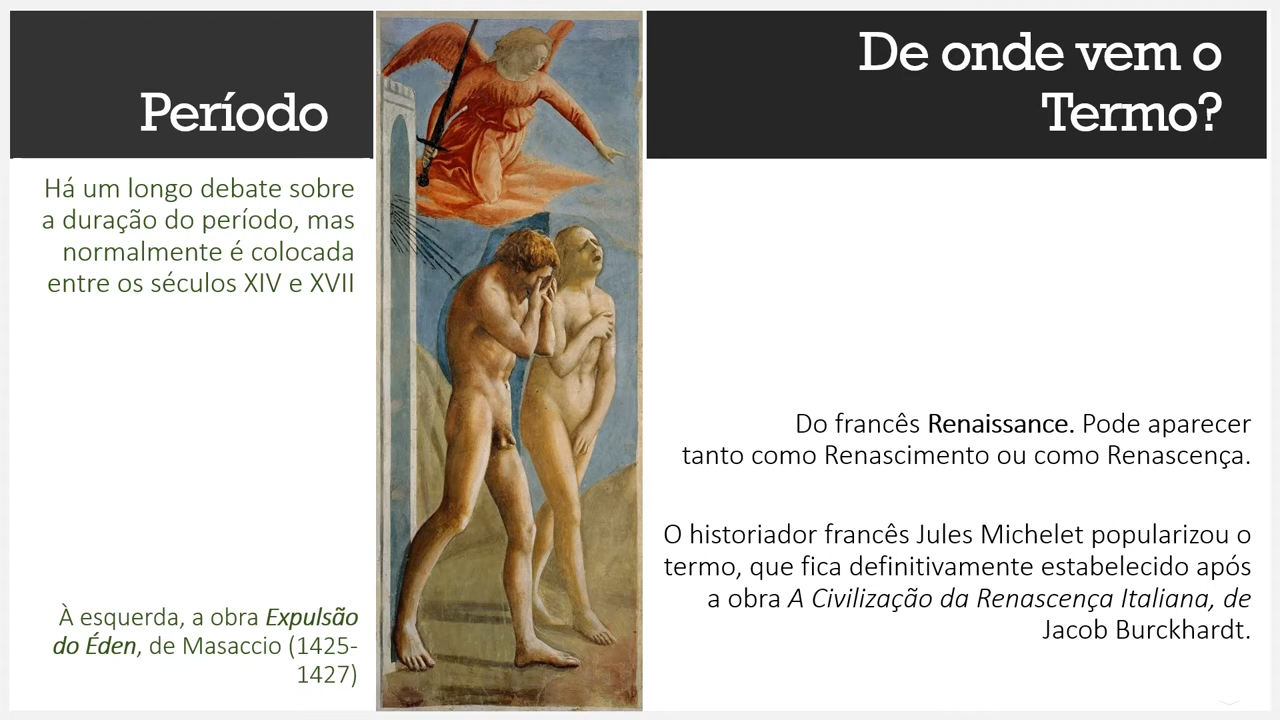 Período
Há um longo debate sobre
a duração do período, mas
normalmente é colocada
entre os séculos XIV e XVII
À esquerda, a obra Expulsão
do Éden, de Masaccio (1425-
1427)
De onde vem o
Termo?
Do francês Renaissance. Pode aparecer
tanto como Renascimento ou como Renascença.
O historiador francês Jules Michelet popularizou o
termo, que fica definitivamente estabelecido após
a obra A Civilização da Renascença Italiana, de
Jacob Burckhardt.